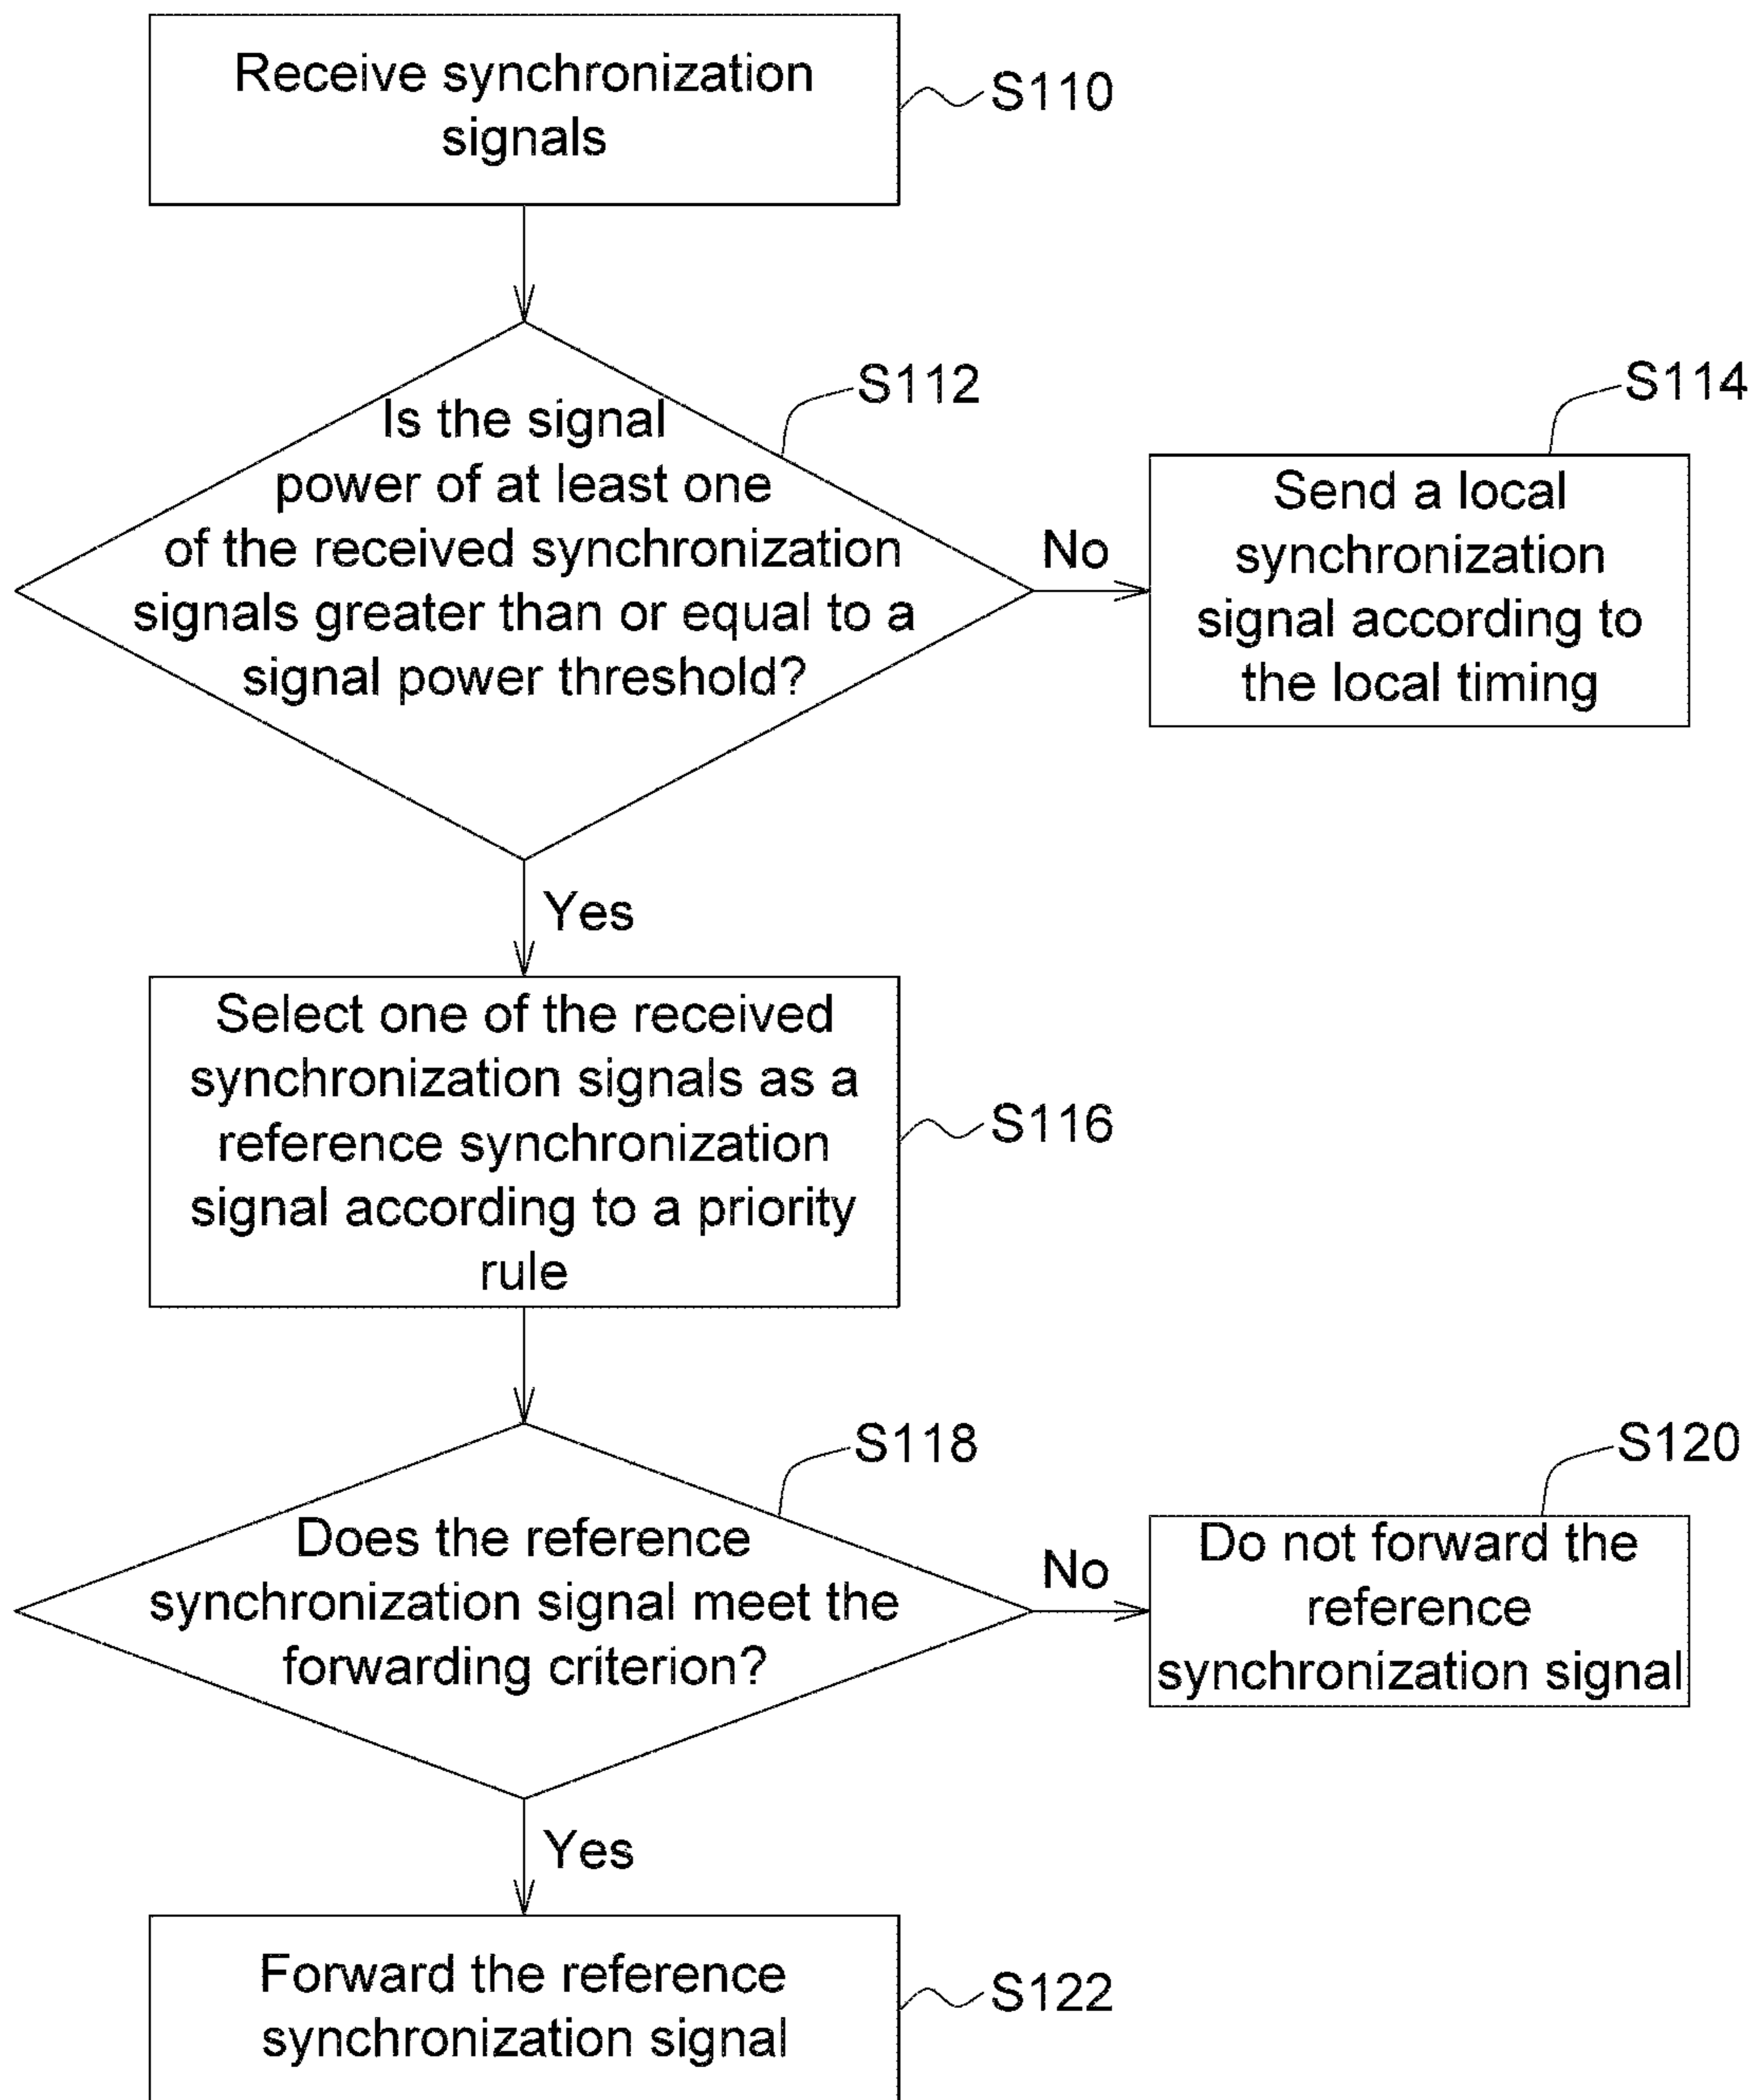 Receive synchronization
signals
S110
S112
Is the signal
power of at least one
of the received synchronization
signals greater than or equal to a
signal power threshold?
No
S114
Send a local
synchronization
signal according to
the local timing
Yes
Select one of the received
synchronization signals as a
reference synchronization
signal according to a priority
rule
S116
S118
Does the reference
synchronization signal meet the
forwarding criterion?
No
S120
Do not forward the
reference
synchronization signal
Yes
Forward the reference
synchronization signal
S122